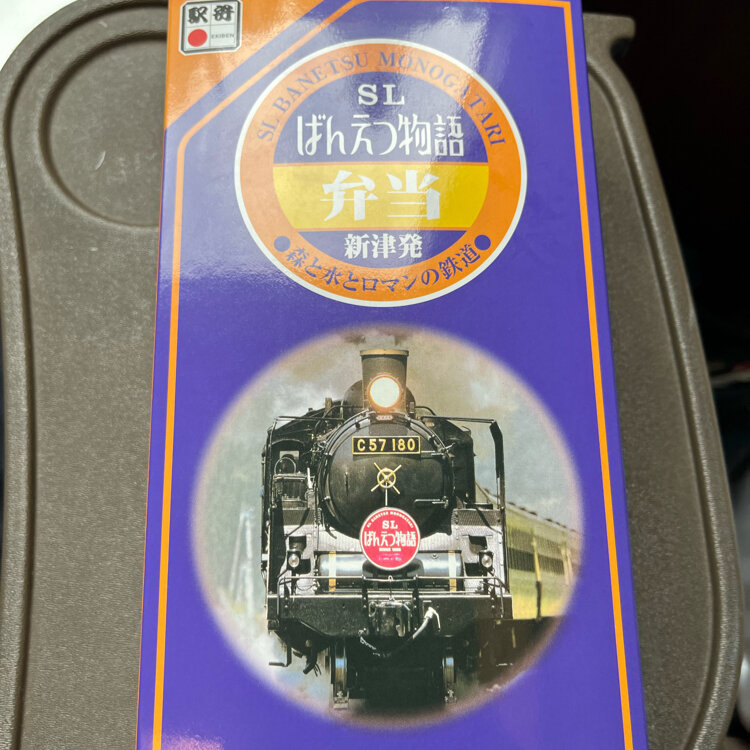 駅弁
EKIBEN
SL BANETSU MONOGATARI
SL
ばんえつ物語
弁当
新津発
森と水とロマンの鉄道
C57 180
SL
ばんえつ物語